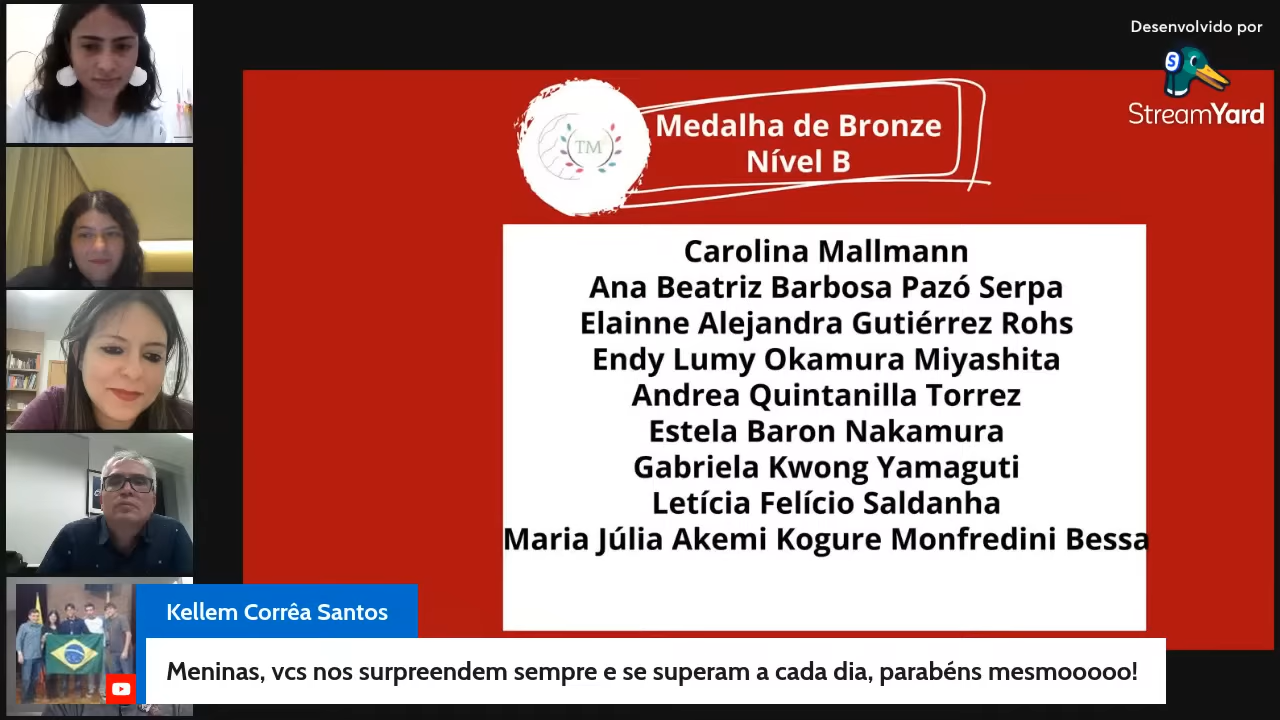 Desenvolvido por
S
StreamYard
TM
Medalha de Bronze
Nível B
Carolina Mallmann
Ana Beatriz Barbosa Pazó Serpa
Elainne Alejandra Gutiérrez Rohs
Endy Lumy Okamura Miyashita
Andrea Quintanilla Torrez
Estela Baron Nakamura
Gabriela Kwong Yamaguti
Letícia Felício Saldanha
Maria Júlia Akemi Kogure Monfredini Bessa
Kellem Corrêa Santos
Meninas, vcs nos surpreendem sempre e se superam a cada dia, parabéns mesmooooo!